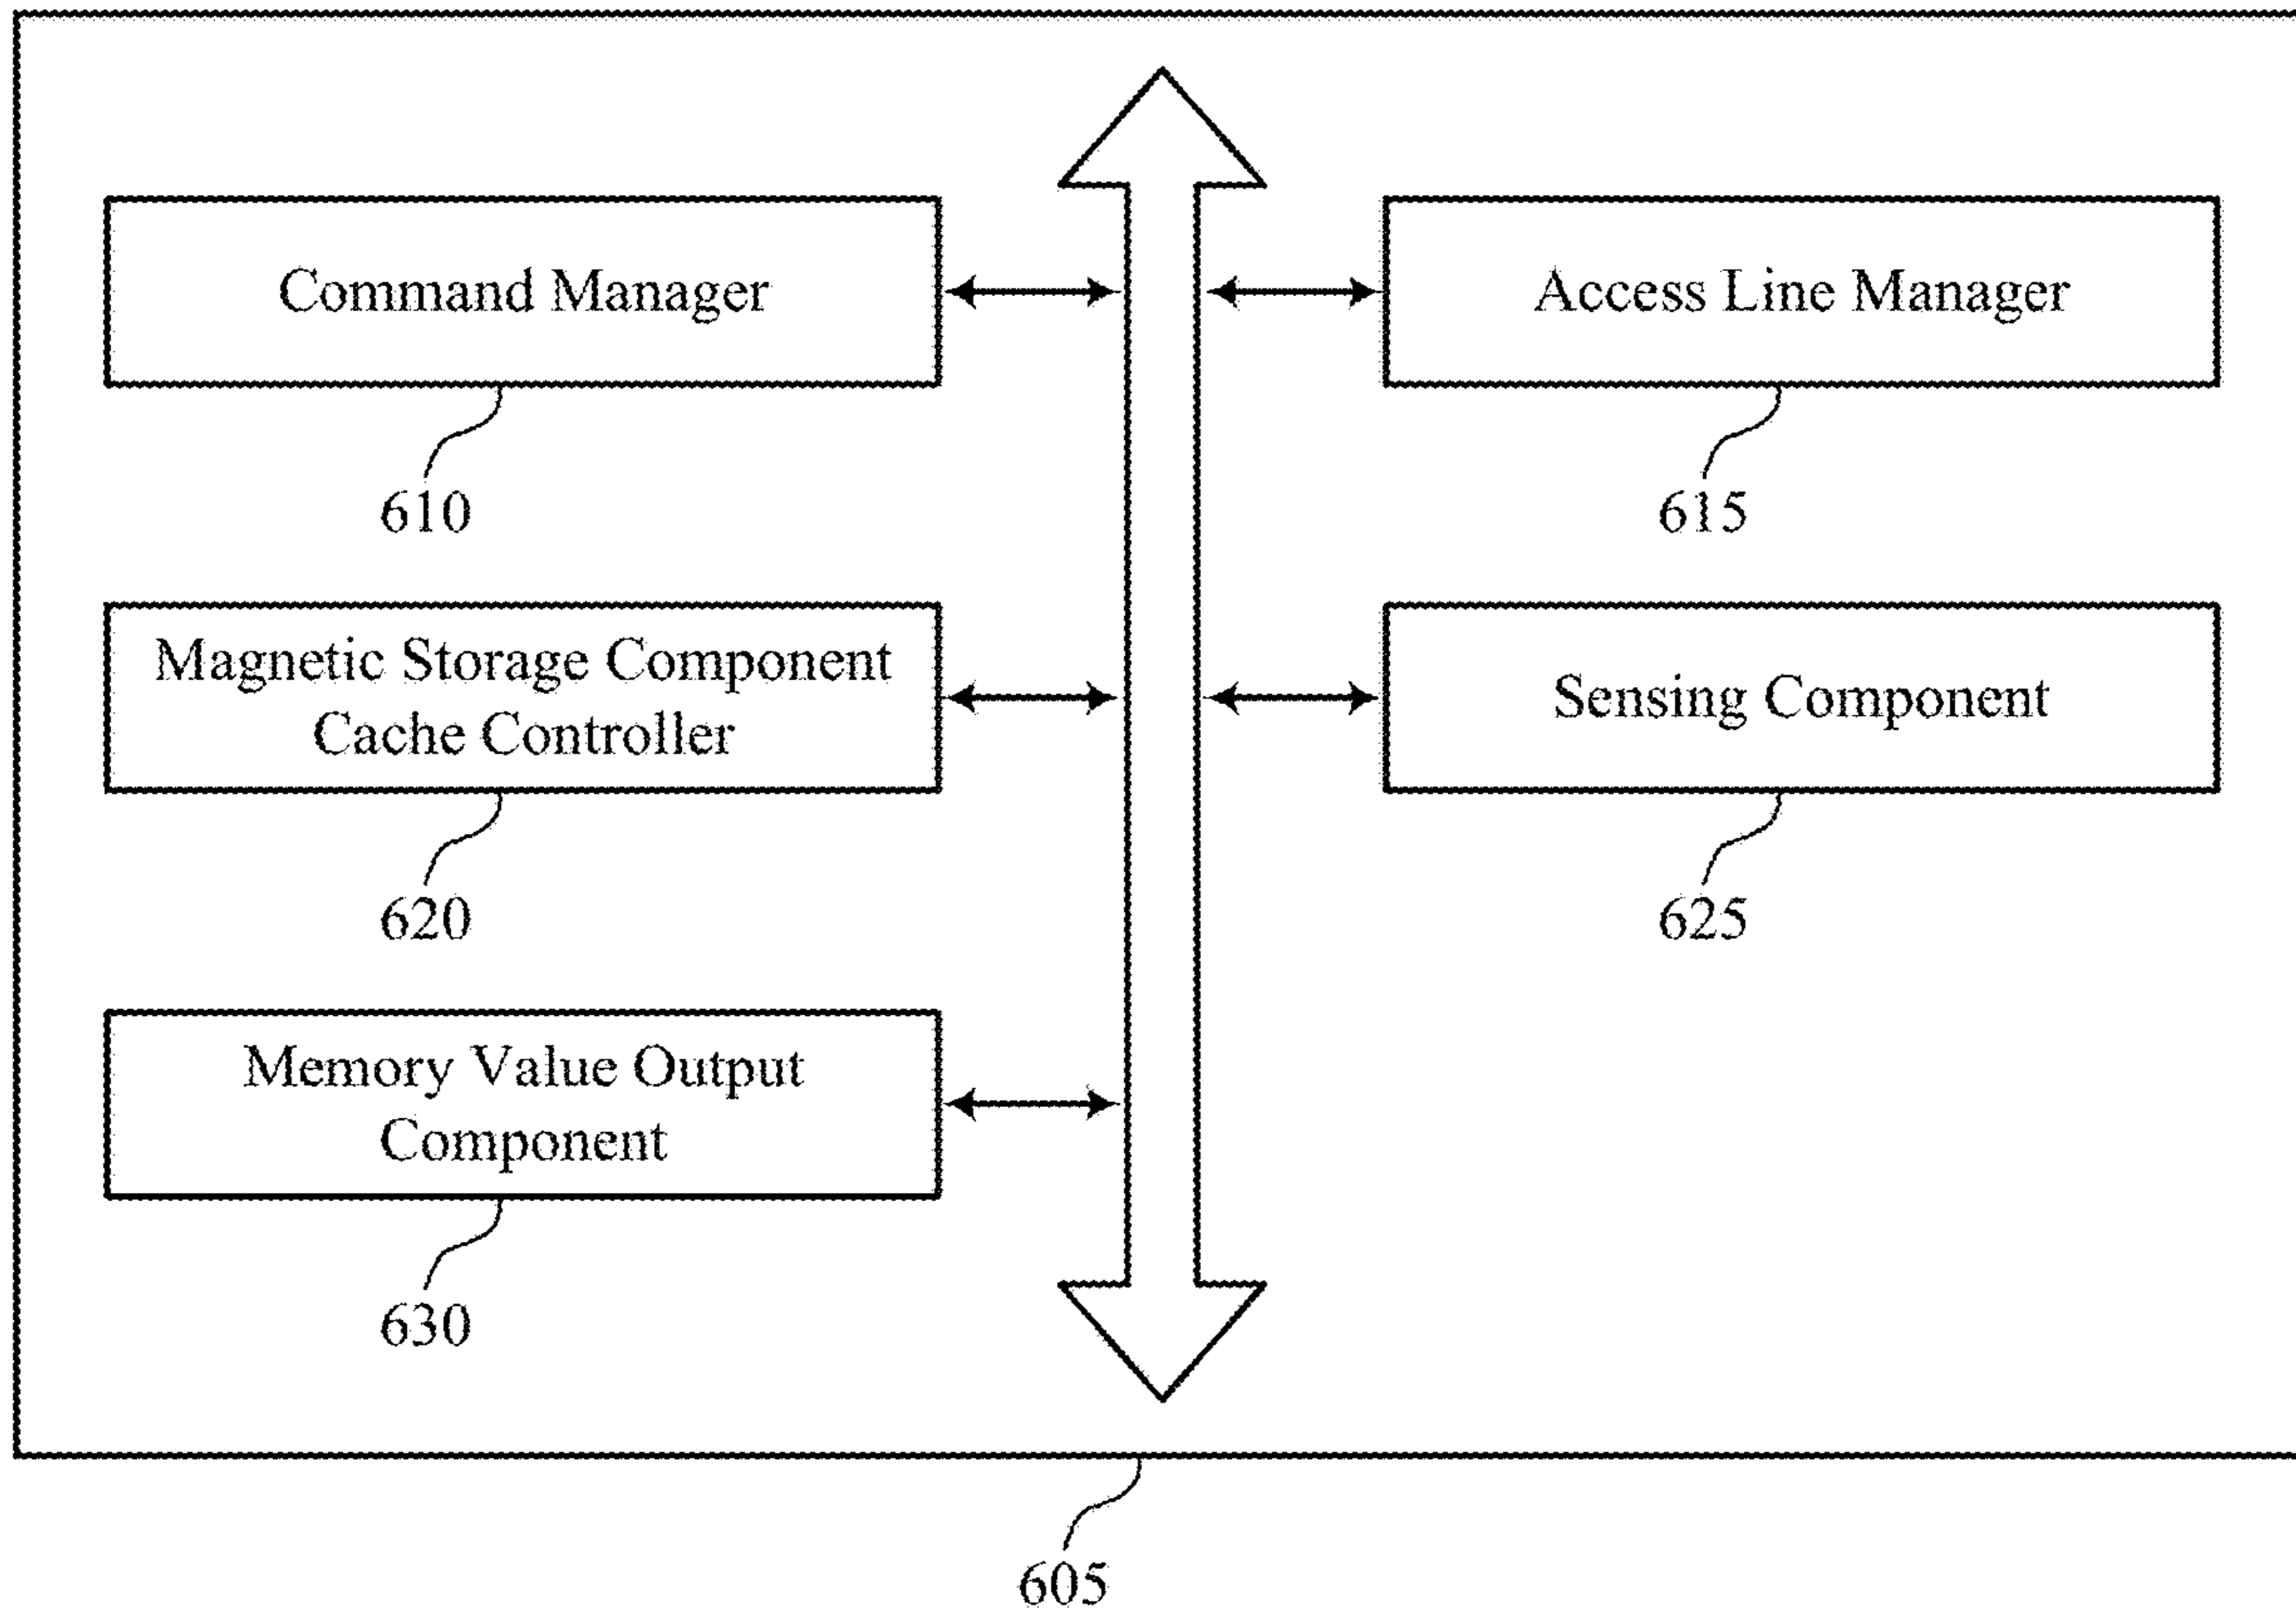 Command Manager
Access Line Manager
610
615
Magnetic Storage Component
Cache Controller
Sensing Component
620
625
Memory Value Output
Component
630
605